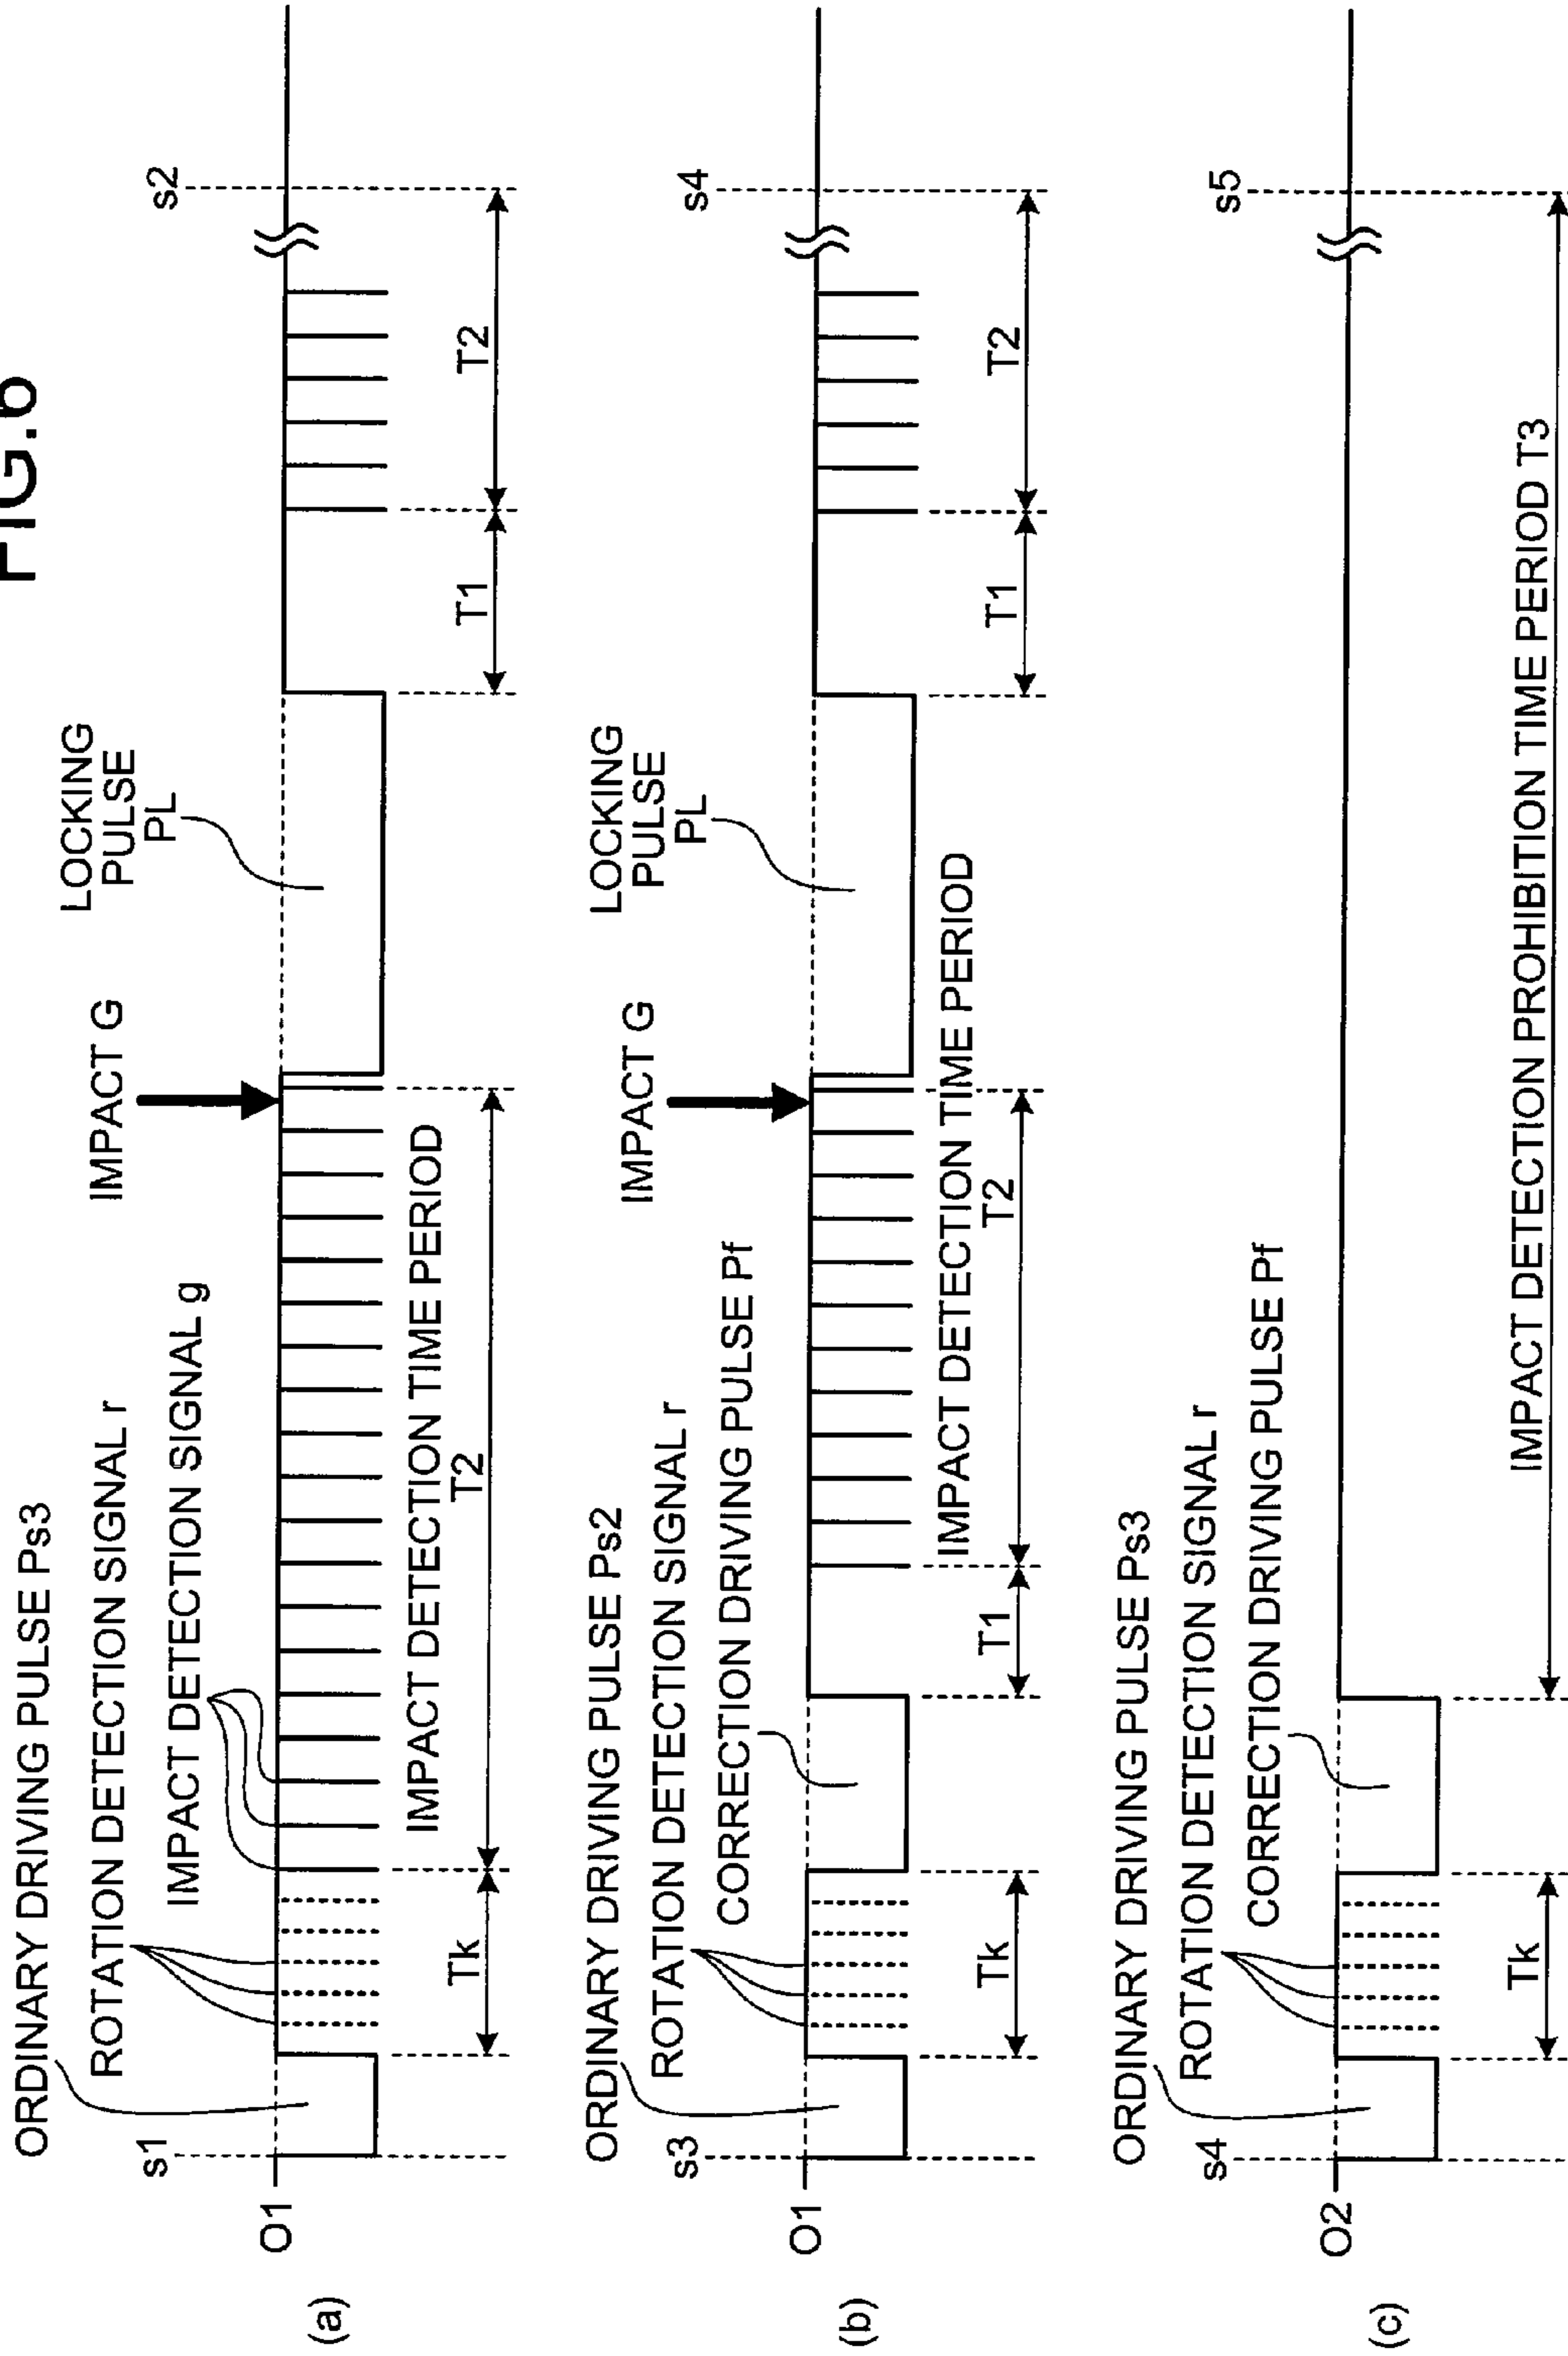 FIG.6
ORDINARY DRIVING PULSE Ps3
ROTATION DETECTION SIGNAL r
IMPACT DETECTION SIGNAL g
IMPACT G
LOCKING
PULSE
PL
s1
s2
(a)
O1
Tk
IMPACT DETECTION TIME PERIOD
T2
T1
T2
ORDINARY DRIVING PULSE Ps2
ROTATION DETECTION SIGNAL r
CORRECTION DRIVING PULSE Pf
IMPACT G
LOCKING
PULSE
PL
s3
s4
(b)
O1
Tk
T1
IMPACT DETECTION TIME PERIOD
T2
T1
T2
ORDINARY DRIVING PULSE Ps3
ROTATION DETECTION SIGNAL r
CORRECTION DRIVING PULSE Pf
s4
s5
(c)
O2
Tk
IMPACT DETECTION PROHIBITION TIME PERIOD T3